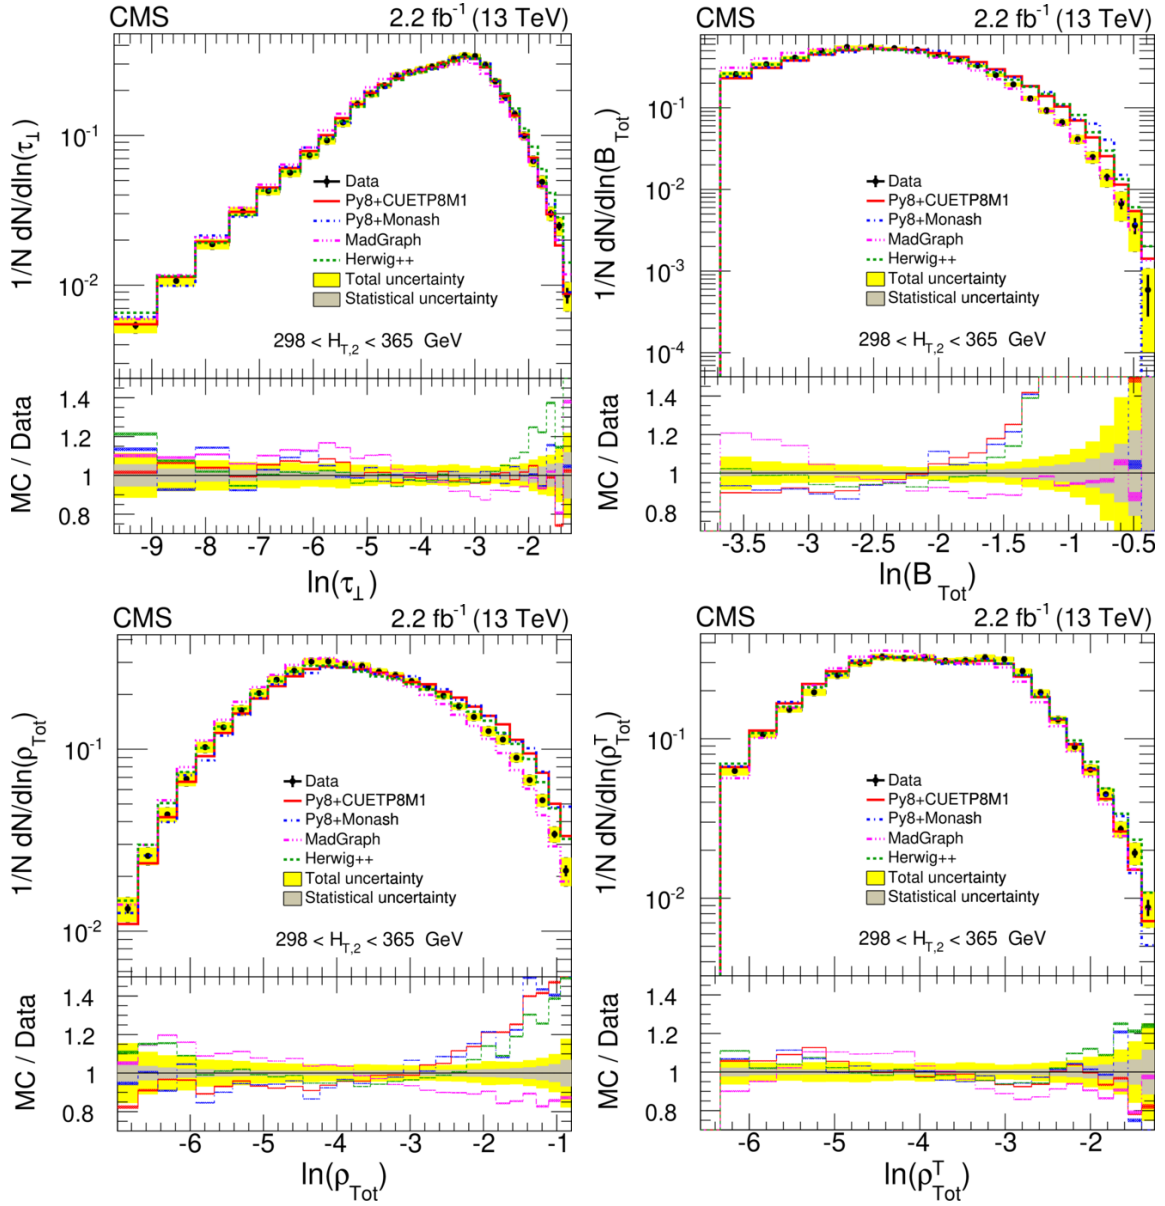 CMS 2.2 fb⁻¹ (13 TeV)
1/N dN/dln(τ⊥)
10⁻¹
10⁻²
Data
Py8+CUETP8M1
Py8+Monash
MadGraph
Herwig++
Total uncertainty
Statistical uncertainty
298 < H_T,2 < 365 GeV
MC / Data
1.4
1.2
1
0.8
-9 -8 -7 -6 -5 -4 -3 -2
ln(τ⊥)
CMS 2.2 fb⁻¹ (13 TeV)
1/N dN/dln(B_Tot)
10⁻¹
10⁻²
10⁻³
10⁻⁴
Data
Py8+CUETP8M1
Py8+Monash
MadGraph
Herwig++
Total uncertainty
Statistical uncertainty
298 < H_T,2 < 365 GeV
MC / Data
1.4
1.2
1
0.8
-3.5 -3 -2.5 -2 -1.5 -1 -0.5
ln(B_Tot)
CMS 2.2 fb⁻¹ (13 TeV)
1/N dN/dln(ρ_Tot)
10⁻¹
10⁻²
Data
Py8+CUETP8M1
Py8+Monash
MadGraph
Herwig++
Total uncertainty
Statistical uncertainty
298 < H_T,2 < 365 GeV
MC / Data
1.4
1.2
1
0.8
-6 -5 -4 -3 -2 -1
ln(ρ_Tot)
CMS 2.2 fb⁻¹ (13 TeV)
1/N dN/dln(ρ^T_Tot)
10⁻¹
10⁻²
Data
Py8+CUETP8M1
Py8+Monash
MadGraph
Herwig++
Total uncertainty
Statistical uncertainty
298 < H_T,2 < 365 GeV
MC / Data
1.4
1.2
1
0.8
-6 -5 -4 -3 -2
ln(ρ^T_Tot)